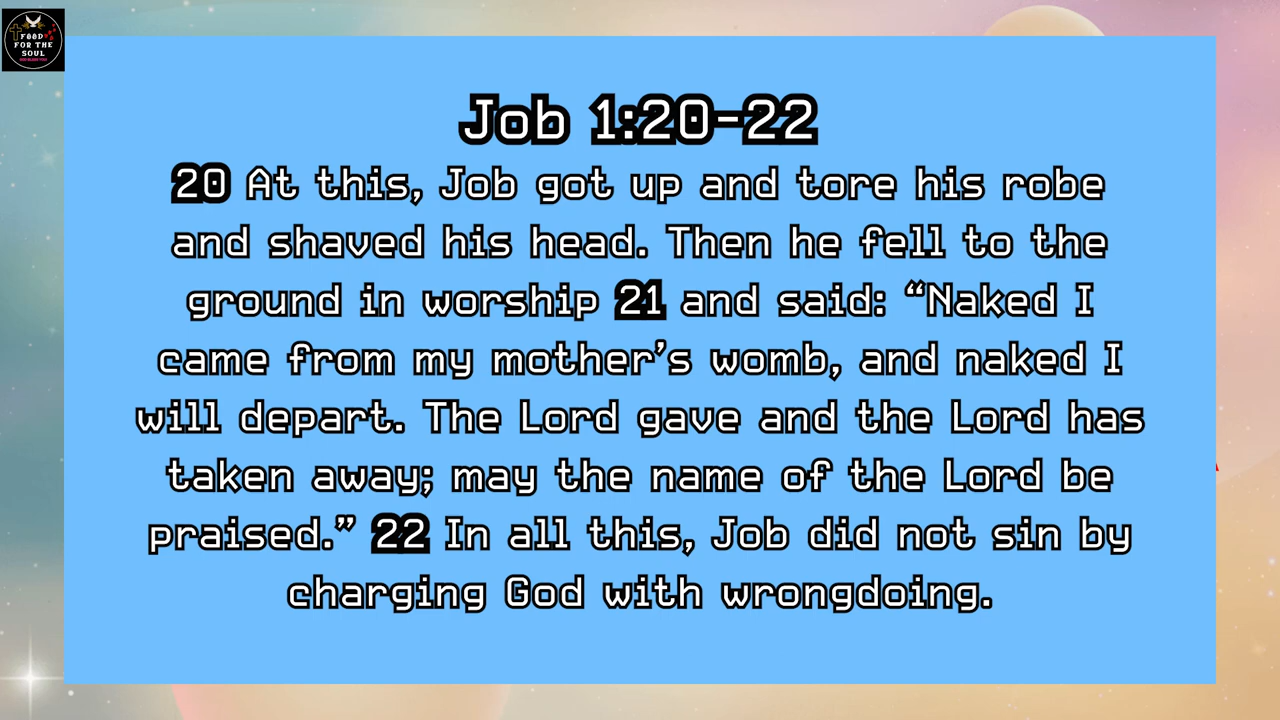 FOOD
FOR THE
SOUL
GOD BLESS YOU
Job 1:20-22
20 At this, Job got up and tore his robe
and shaved his head. Then he fell to the
ground in worship 21 and said: “Naked I
came from my mother’s womb, and naked I
will depart. The Lord gave and the Lord has
taken away; may the name of the Lord be
praised.” 22 In all this, Job did not sin by
charging God with wrongdoing.